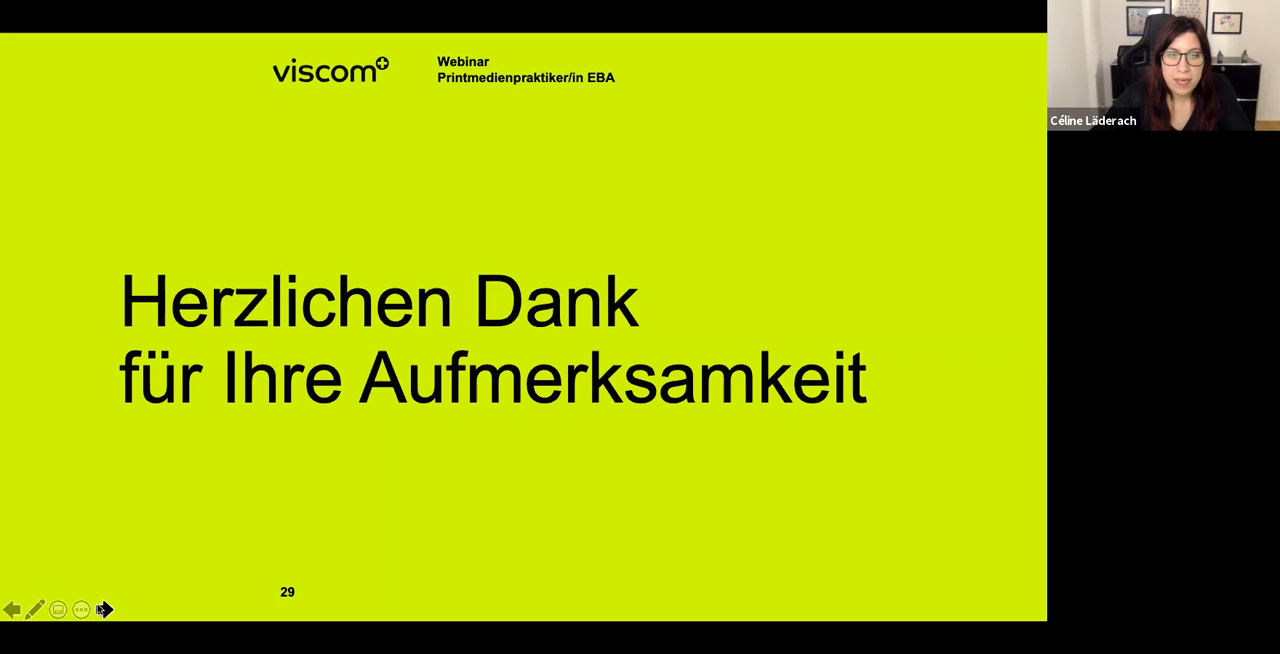 viscom
Webinar
Printmedienpraktiker/in EBA
Céline Läderach
Herzlichen Dank
für Ihre Aufmerksamkeit
29